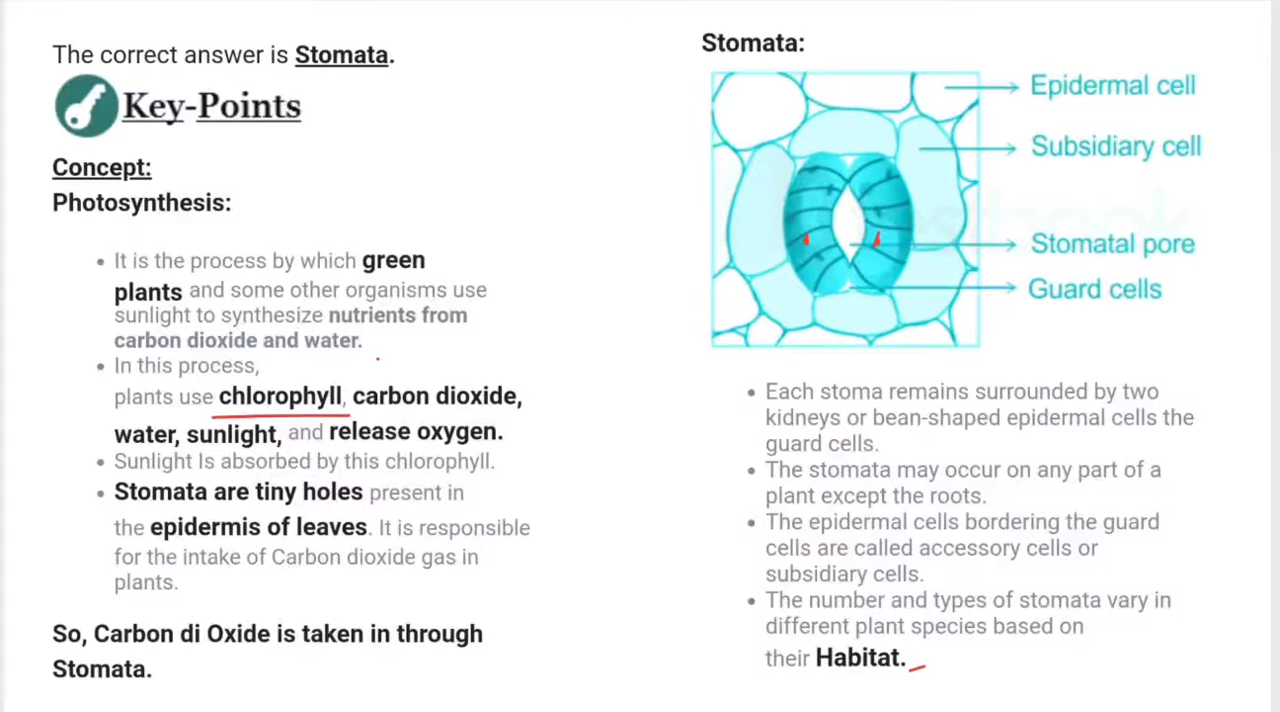 The correct answer is Stomata.
Key-Points
Concept:
Photosynthesis:
• It is the process by which green
plants and some other organisms use
sunlight to synthesize nutrients from
carbon dioxide and water.
• In this process,
plants use chlorophyll, carbon dioxide,
water, sunlight, and release oxygen.
• Sunlight Is absorbed by this chlorophyll.
• Stomata are tiny holes present in
the epidermis of leaves. It is responsible
for the intake of Carbon dioxide gas in
plants.
So, Carbon di Oxide is taken in through
Stomata.
Stomata:
Epidermal cell
Subsidiary cell
Stomatal pore
Guard cells
• Each stoma remains surrounded by two
kidneys or bean-shaped epidermal cells the
guard cells.
• The stomata may occur on any part of a
plant except the roots.
• The epidermal cells bordering the guard
cells are called accessory cells or
subsidiary cells.
• The number and types of stomata vary in
different plant species based on
their Habitat.